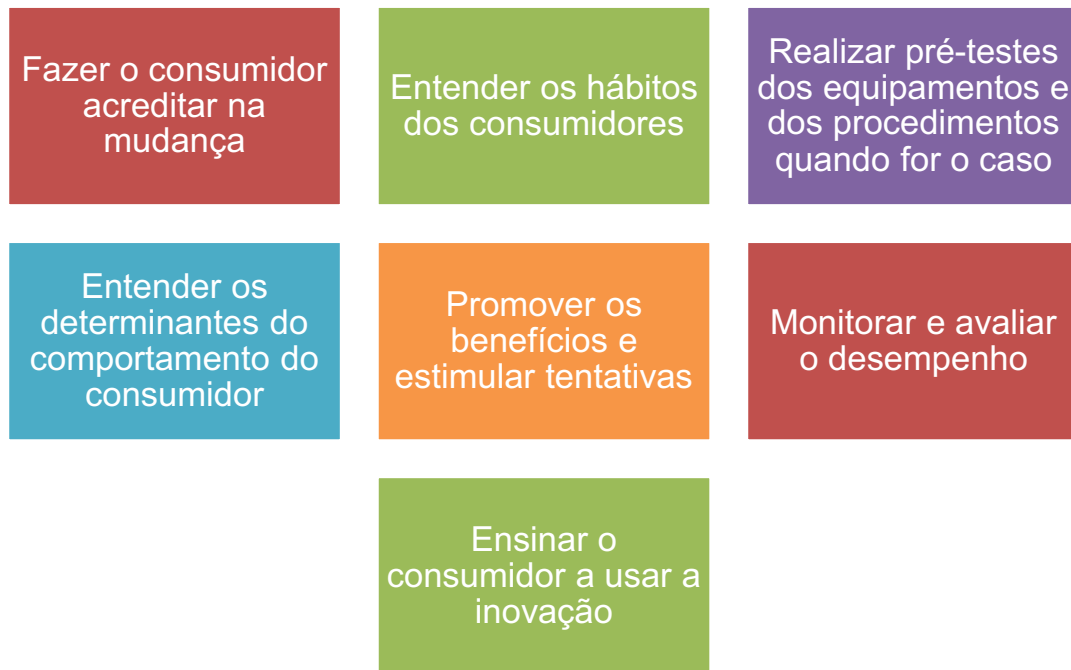 Fazer o consumidor
acreditar na
mudança
Entender os hábitos
dos consumidores
Realizar pré-testes
dos equipamentos e
dos procedimentos
quando for o caso
Entender os
determinantes do
comportamento do
consumidor
Promover os
benefícios e
estimular tentativas
Monitorar e avaliar
o desempenho
Ensinar o
consumidor a usar a
inovação